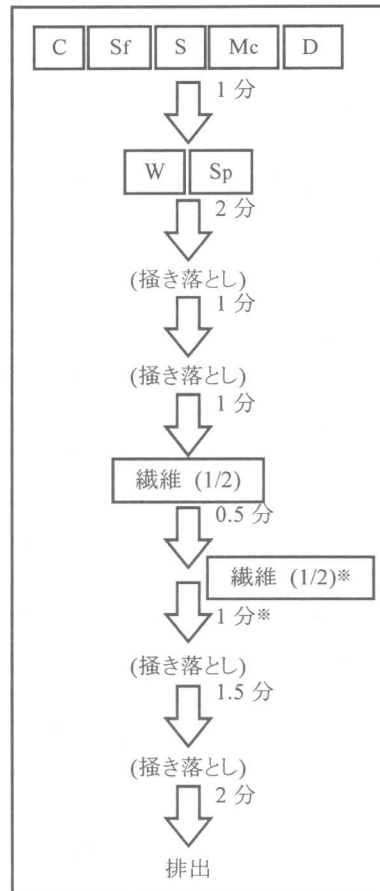 C Sf S Mc D
1 分
W Sp
2 分
(掻き落とし)
1 分
(掻き落とし)
1 分
繊維 (1/2)
0.5 分
繊維 (1/2)※
1 分※
(掻き落とし)
1.5 分
(掻き落とし)
2 分
排出